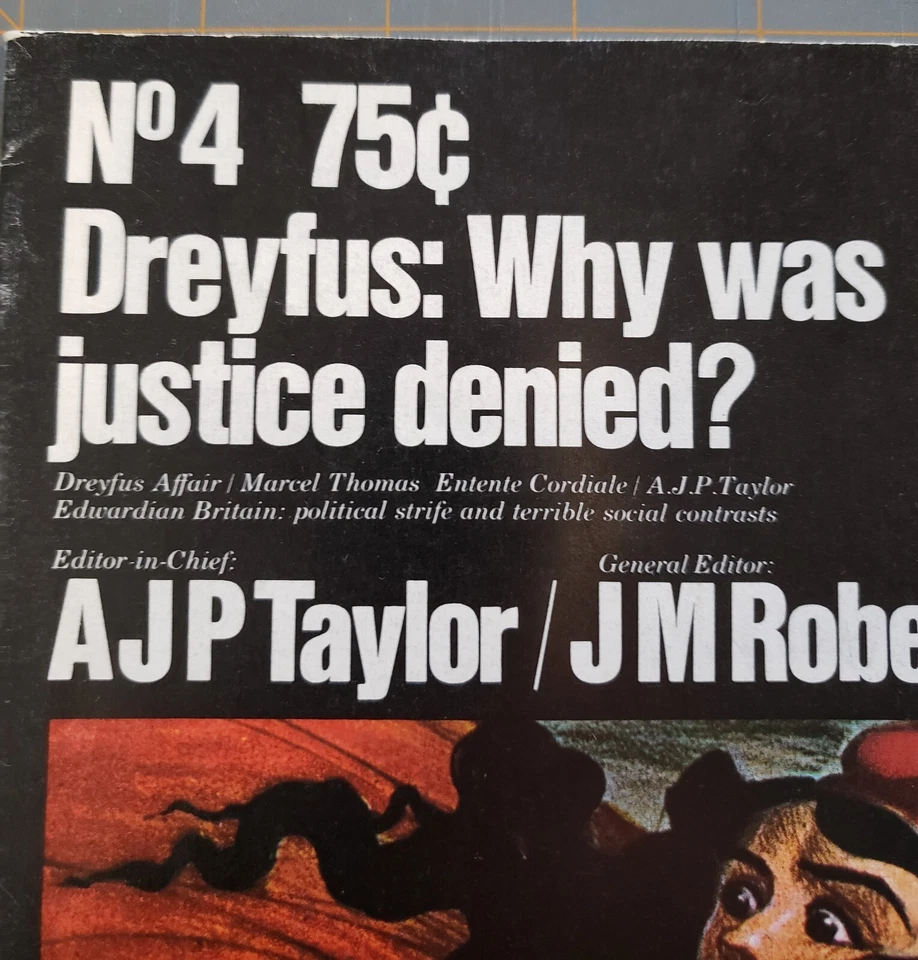 Nº4 75¢
Dreyfus: Why was
justice denied?
Dreyfus Affair / Marcel Thomas Entente Cordiale / A.J.P.Taylor
Edwardian Britain: political strife and terrible social contrasts
Editor-in-Chief: General Editor:
A J P Taylor / J M Robe